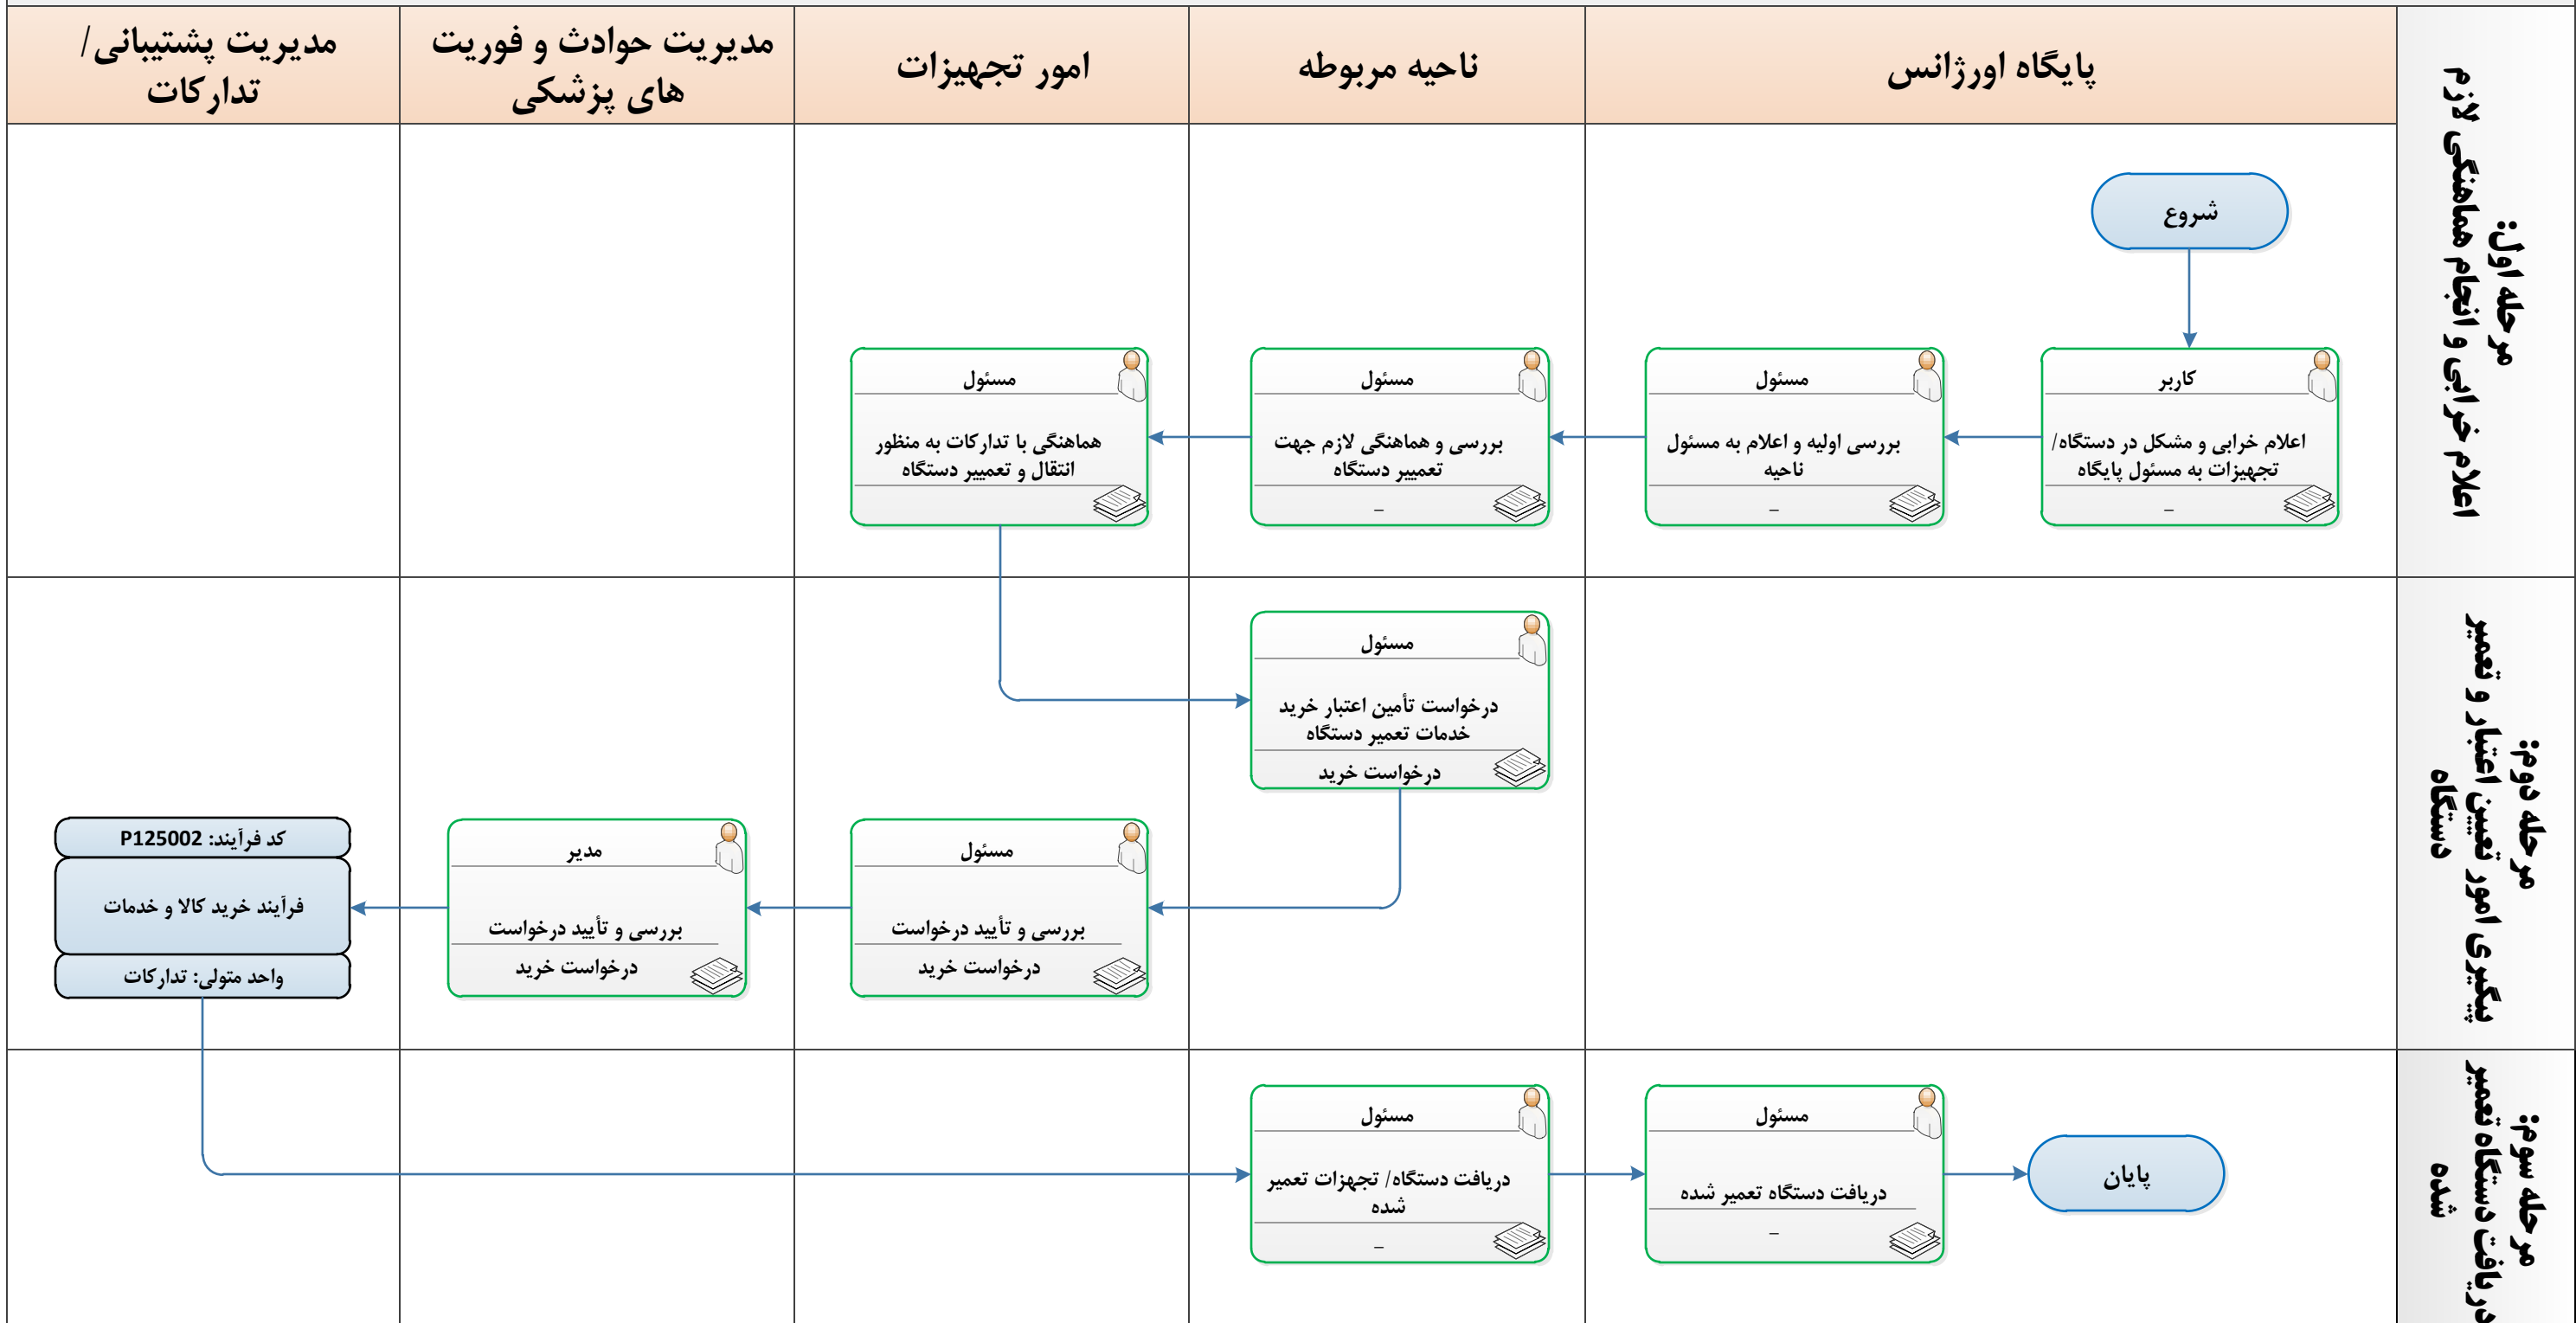 مرحله اول:
اعلام خرابی و انجام هماهنگی لازم
پایگاه اورژانس
ناحیه مربوطه
امور تجهیزات
مدیریت حوادث و فوریت
های پزشکی
مدیریت پشتیبانی/
تدارکات
شروع
کاربر
اعلام خرابی و مشکل در دستگاه/
تجهیزات به مسئول پایگاه
_
مسئول
بررسی اولیه و اعلام به مسئول
ناحیه
_
مسئول
بررسی و هماهنگی لازم جهت
تعمییر دستگاه
_
مسئول
هماهنگی با تدارکات به منظور
انتقال و تعمییر دستگاه
مرحله دوم:
پیگیری امور تعیین اعتبار و تعمیر
دستگاه
مسئول
درخواست تأمین اعتبار خرید
خدمات تعمیر دستگاه
درخواست خرید
مسئول
بررسی و تأیید درخواست
درخواست خرید
مدیر
بررسی و تأیید درخواست
درخواست خرید
کد فرآیند: P125002
فرآیند خرید کالا و خدمات
واحد متولی: تدارکات
مرحله سوم:
دریافت دستگاه تعمیر
شده
مسئول
دریافت دستگاه/ تجهزات تعمیر
شده
_
مسئول
دریافت دستگاه تعمیر شده
_
پایان